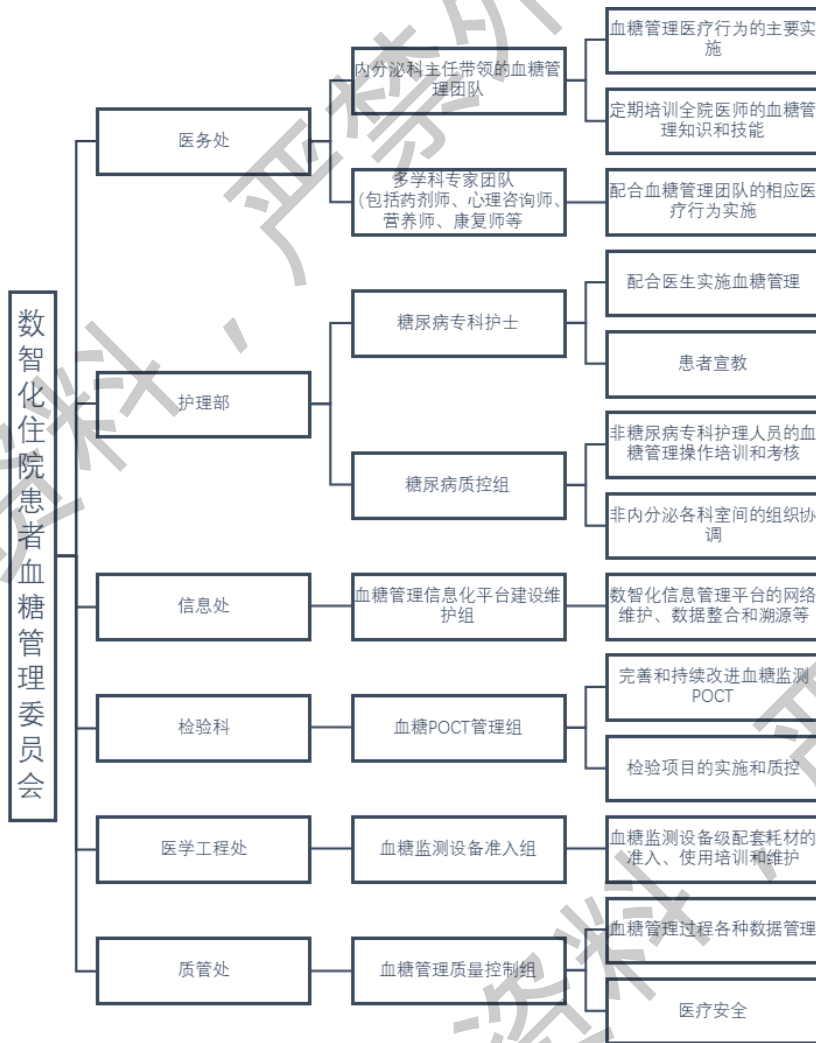 数智化住院患者血糖管理委员会
医务处
内分泌科主任带领的血糖管
理团队
血糖管理医疗行为的主要实
施
定期培训全院医师的血糖管
理知识和技能
多学科专家团队
(包括药剂师、心理咨询师、
营养师、康复师等
配合血糖管理团队的相应医
疗行为实施
护理部
糖尿病专科护士
配合医生实施血糖管理
患者宣教
糖尿病质控组
非糖尿病专科护理人员的血
糖管理操作培训和考核
非内分泌各科室间的组织协
调
信息处
血糖管理信息化平台建设维
护组
数智化信息管理平台的网络
维护、数据整合和溯源等
检验科
血糖POCT管理组
完善和持续改进血糖监测
POCT
检验项目的实施和质控
医学工程处
血糖监测设备准入组
血糖监测设备级配套耗材的
准入、使用培训和维护
质管处
血糖管理质量控制组
血糖管理过程各种数据管理
医疗安全
资料，严禁外
资料，严